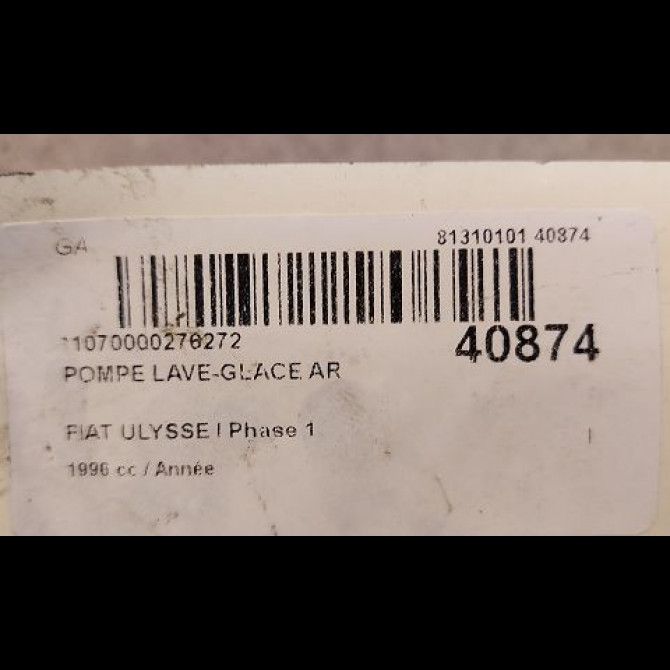 GA 81310101 40874
11070000276272 40874
POMPE LAVE-GLACE AR
FIAT ULYSSE I Phase 1
1996 cc / Année